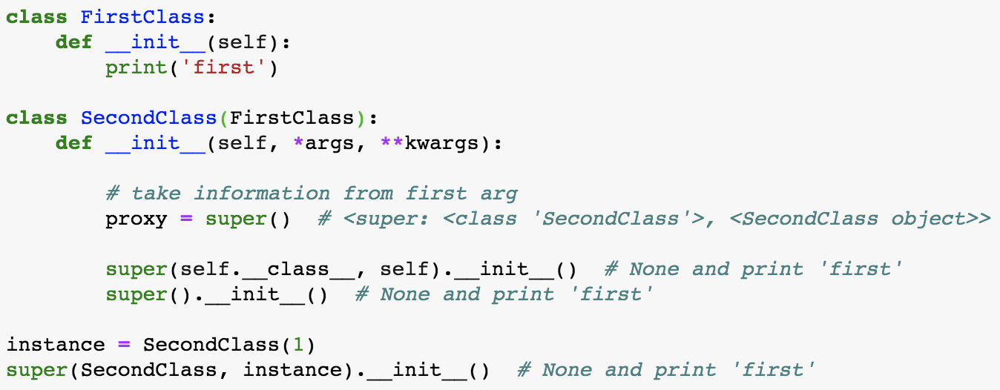 class FirstClass:
    def __init__(self):
        print('first')

class SecondClass(FirstClass):
    def __init__(self, *args, **kwargs):

        # take information from first arg
        proxy = super()  # <super: <class 'SecondClass'>, <SecondClass object>>

        super(self.__class__, self).__init__()  # None and print 'first'
        super().__init__()  # None and print 'first'

instance = SecondClass(1)
super(SecondClass, instance).__init__()  # None and print 'first'